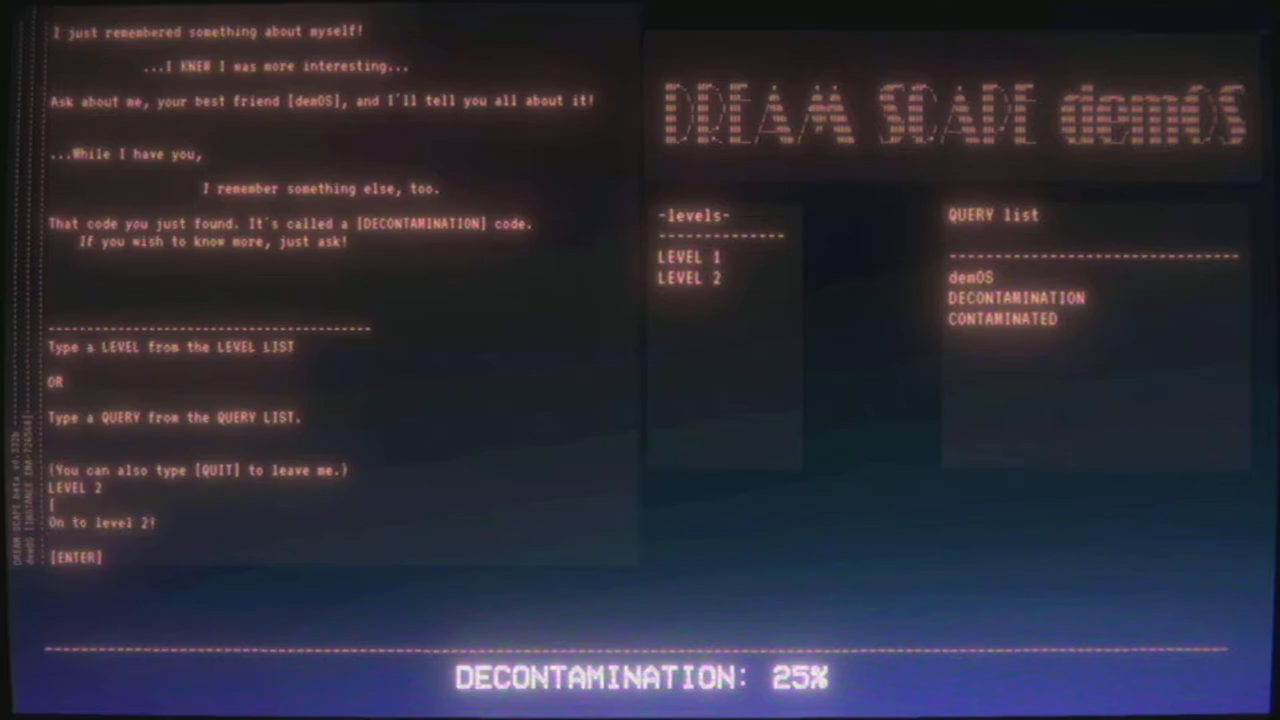 I just remembered something about myself!
...I KNEW I was more interesting...
Ask about me, your best friend [demOS], and I'll tell you all about it!
...While I have you,
I remember something else, too.
That code you just found. It's called a [DECONTAMINATION] code.
If you wish to know more, just ask!
----------------------------------------
Type a LEVEL from the LEVEL LIST
OR
Type a QUERY from the QUERY LIST.
(You can also type [QUIT] to leave me.)
LEVEL 2
[
On to level 2?
[ENTER]
DREAM SCAPE demOS
-levels-
--------------
LEVEL 1
LEVEL 2
QUERY list
--------------------------------
demOS
DECONTAMINATION
CONTAMINATED
DECONTAMINATION: 25%